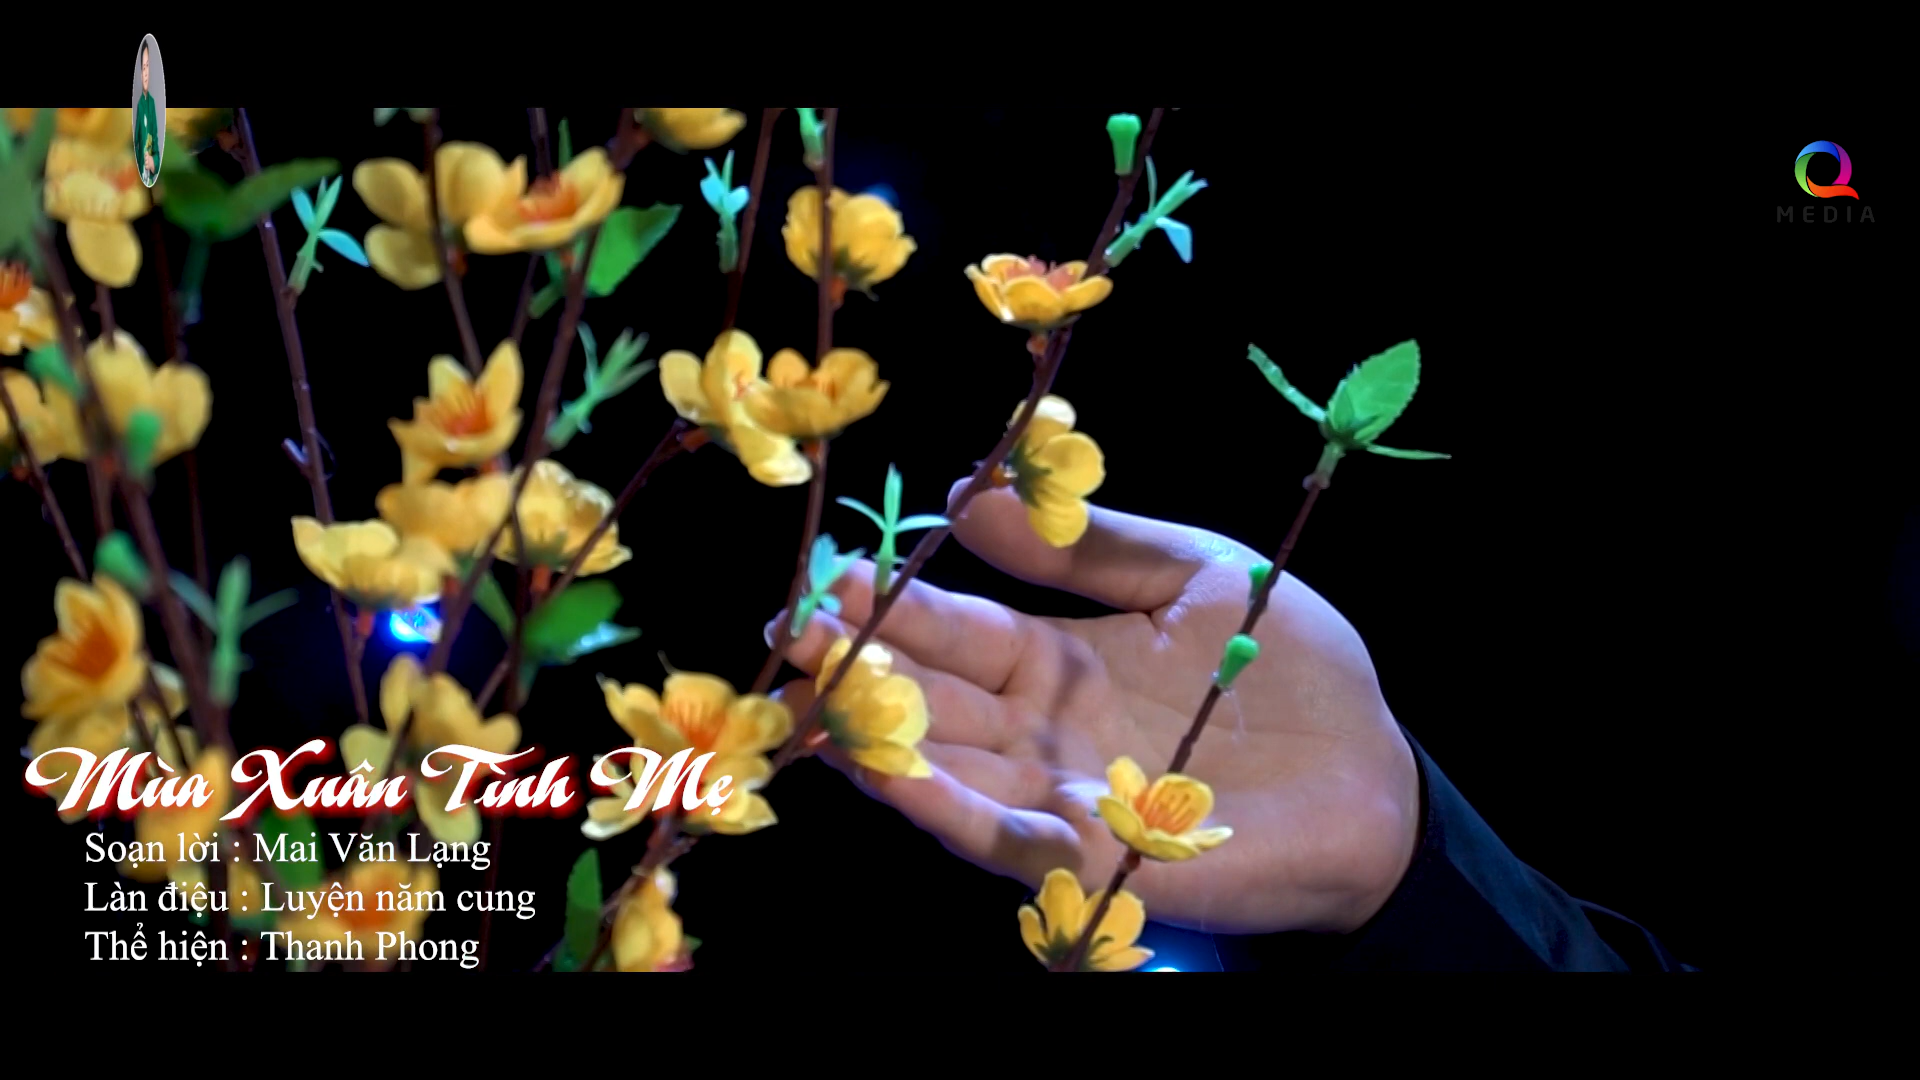 MEDIA
Mùa Xuân Tình Mẹ
Soạn lời : Mai Văn Lạng
Làn điệu : Luyện năm cung
Thể hiện : Thanh Phong